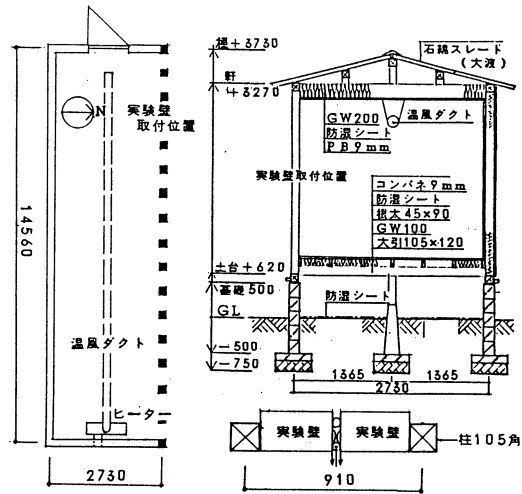 N
実験壁
取付位置
14560
温風ダクト
ヒーター
2730
棟+3730
軒
+3270
石綿スレート
(大波)
GW200
防湿シート
PB9mm
温風ダクト
実験壁取付位置
コンパネ9mm
防湿シート
根太45×90
GW100
大引105×120
土台+620
基礎500
GL
防湿シート
-500
-750
1365
1365
2730
実験壁
実験壁
柱105角
910